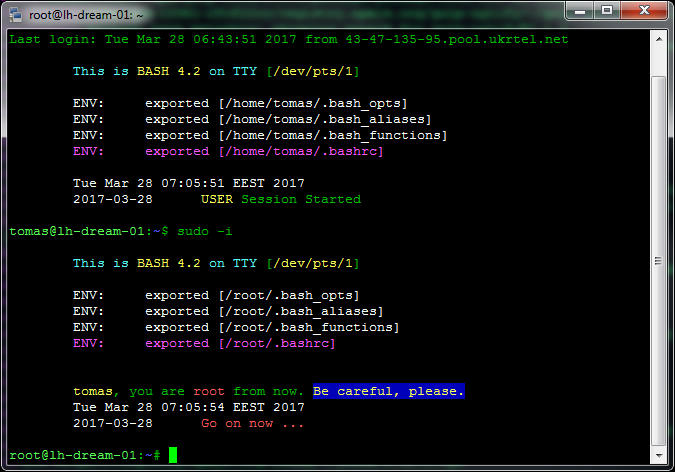 root@lh-dream-01: ~
Last login: Tue Mar 28 06:43:51 2017 from 43-47-135-95.pool.ukrtel.net
This is BASH 4.2 on TTY [/dev/pts/1]
ENV: exported [/home/tomas/.bash_opts]
ENV: exported [/home/tomas/.bash_aliases]
ENV: exported [/home/tomas/.bash_functions]
ENV: exported [/home/tomas/.bashrc]
Tue Mar 28 07:05:51 EEST 2017
2017-03-28 USER Session Started
tomas@lh-dream-01:~$ sudo -i
This is BASH 4.2 on TTY [/dev/pts/1]
ENV: exported [/root/.bash_opts]
ENV: exported [/root/.bash_aliases]
ENV: exported [/root/.bash_functions]
ENV: exported [/root/.bashrc]
tomas, you are root from now. Be careful, please.
Tue Mar 28 07:05:54 EEST 2017
2017-03-28 Go on now ...
root@lh-dream-01:~#